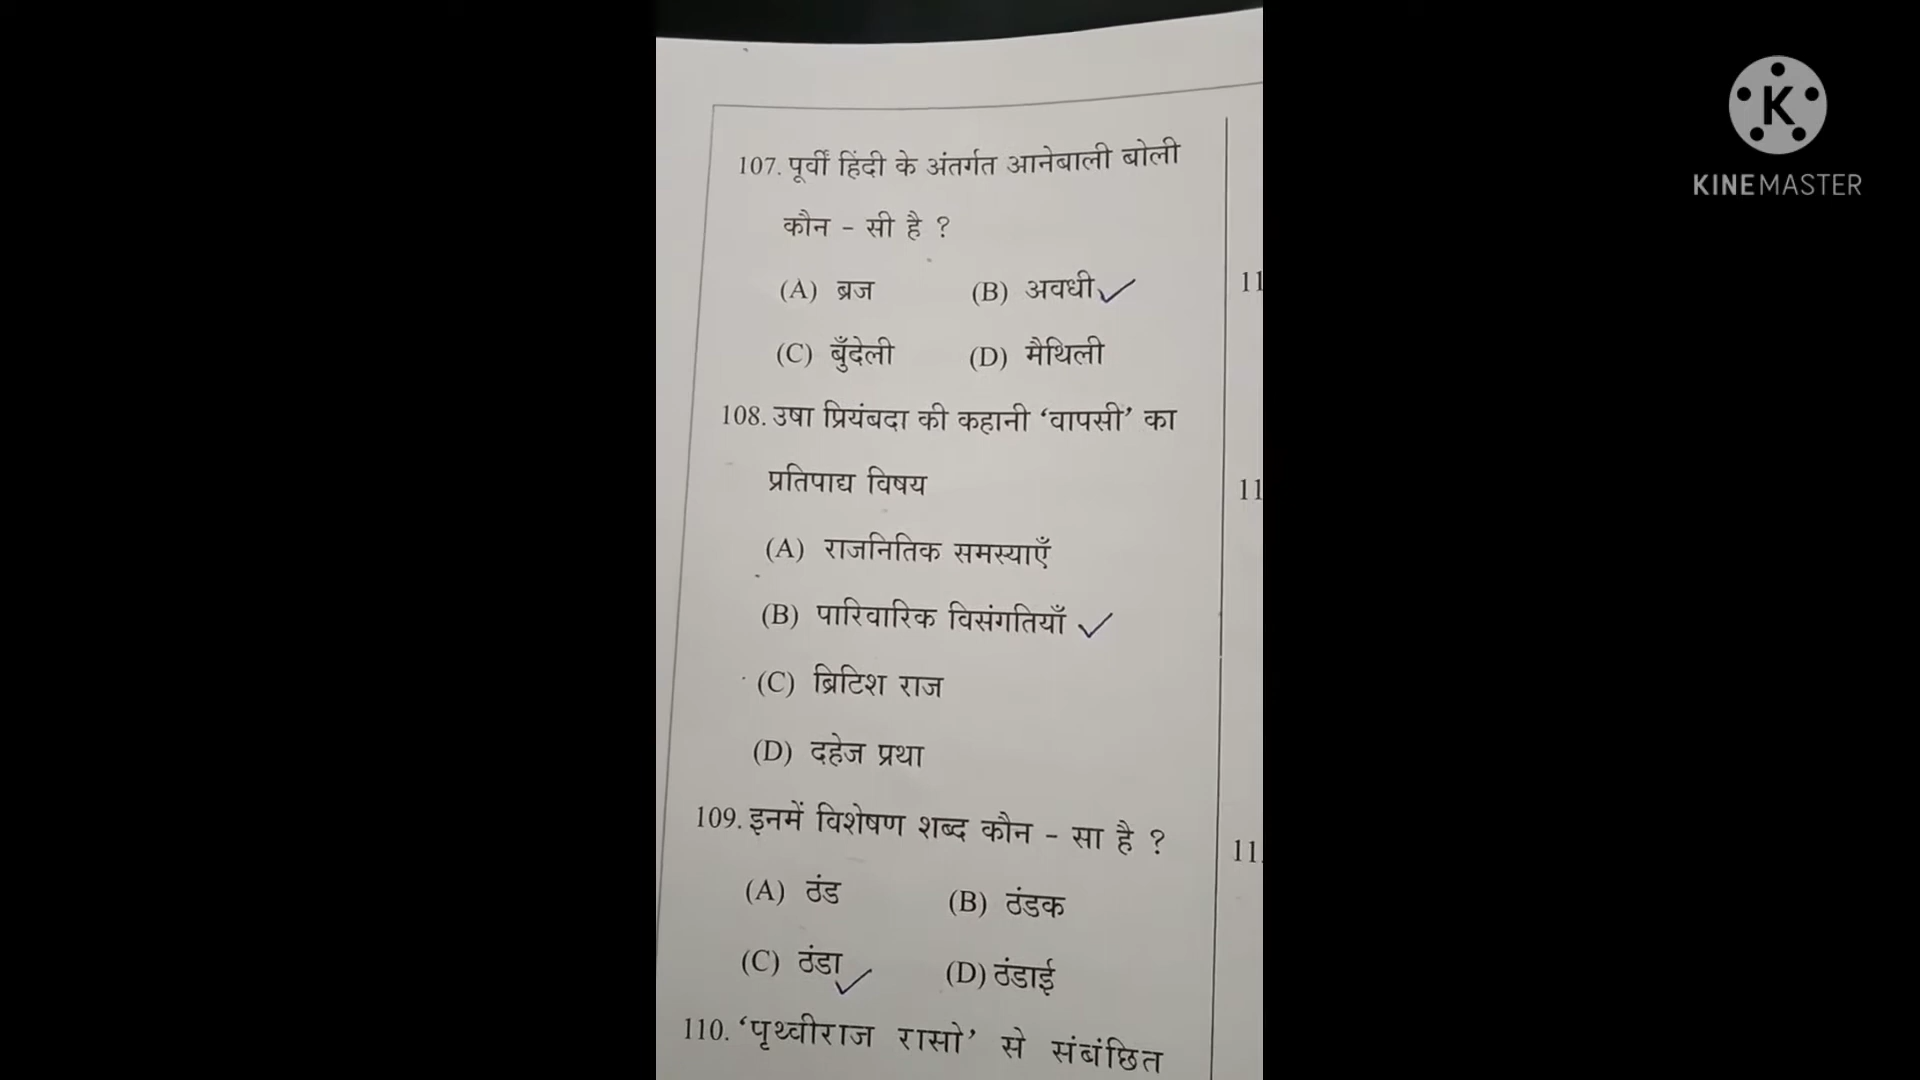 107. पूर्वी हिंदी के अंतर्गत आनेबाली बोली
कौन - सी है ?
(A) ब्रज (B) अवधी
(C) बुँदेली (D) मैथिली
108. उषा प्रियंबदा की कहानी ‘वापसी’ का
प्रतिपाद्य विषय
(A) राजनितिक समस्याएँ
(B) पारिवारिक विसंगतियाँ
(C) ब्रिटिश राज
(D) दहेज प्रथा
109. इनमें विशेषण शब्द कौन - सा है ?
(A) ठंड (B) ठंडक
(C) ठंडा (D) ठंडाई
110. ‘पृथ्वीराज रासो’ से संबंछित
11
11
11
K
KINEMASTER